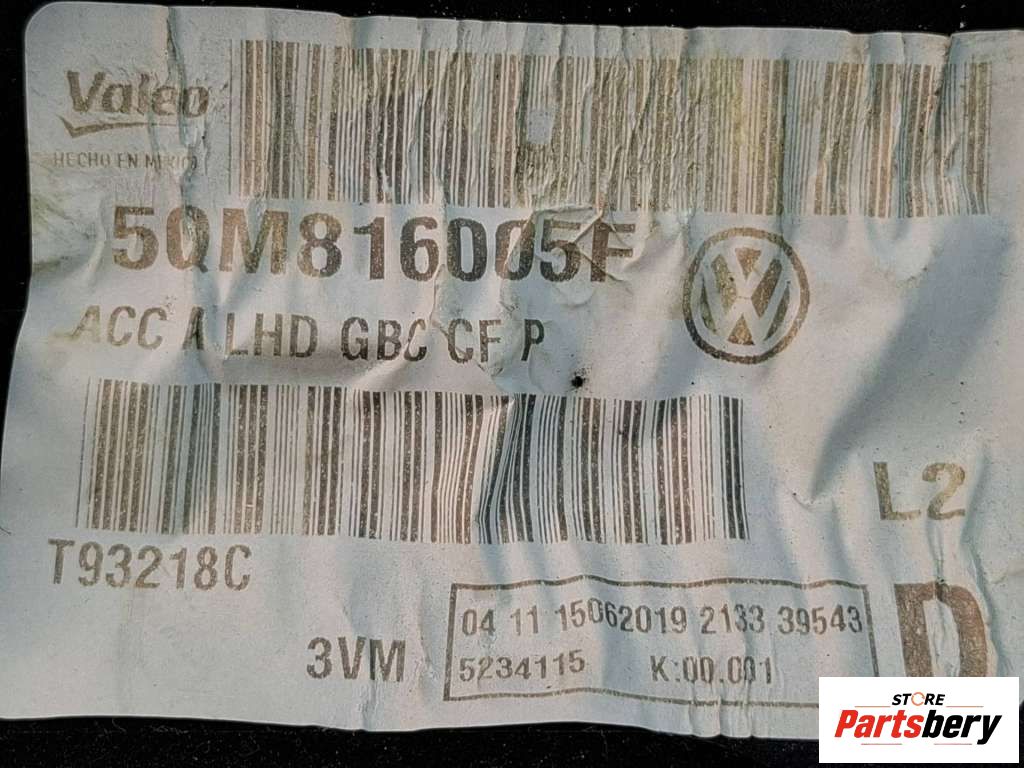 Valeo
HECHO EN MEXICO
5QM816005F
ACC A LHD GBC CF P
L2
T93218C
04 11 15062019 2133 39543
5234115 K:00.001
3VM
D
STORE
Partsbery